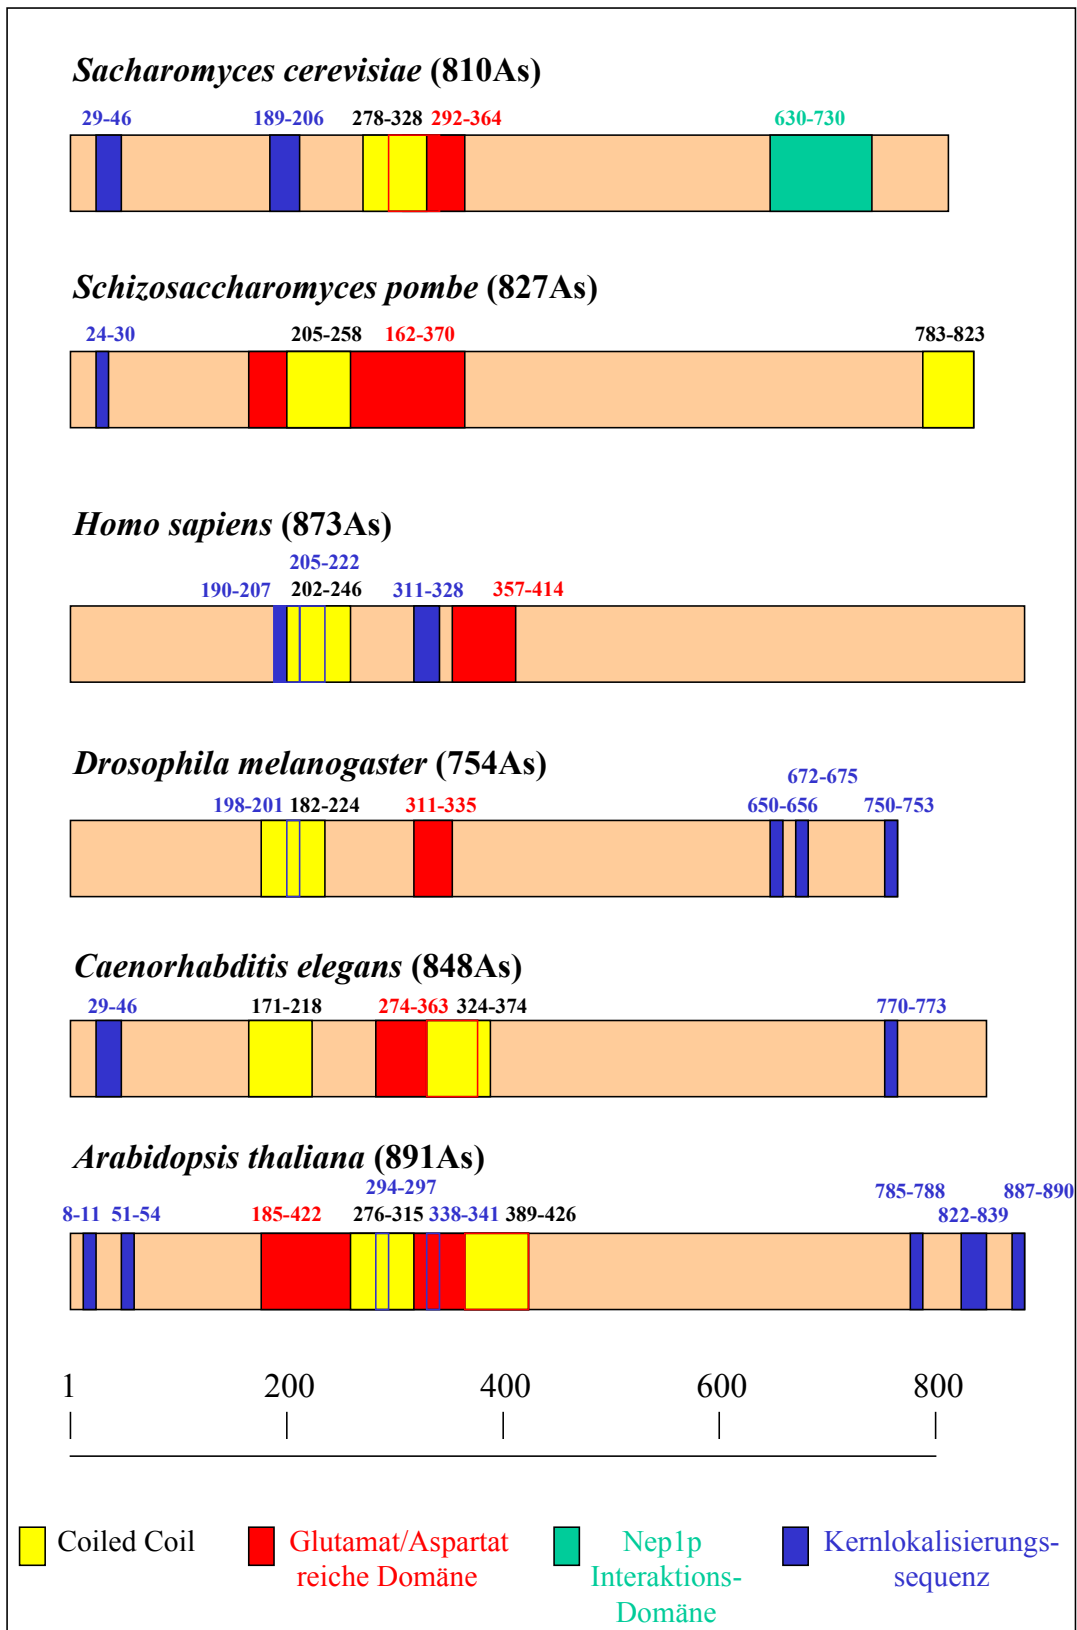 Sacharomyces cerevisiae (810As)
29-46 189-206 278-328 292-364 630-730
Schizosaccharomyces pombe (827As)
24-30 205-258 162-370 783-823
Homo sapiens (873As)
205-222
190-207 202-246 311-328 357-414
Drosophila melanogaster (754As)
672-675
198-201 182-224 311-335 650-656 750-753
Caenorhabditis elegans (848As)
29-46 171-218 274-363 324-374 770-773
Arabidopsis thaliana (891As)
294-297 785-788 887-890
8-11 51-54 185-422 276-315 338-341 389-426 822-839
1 200 400 600 800
Coiled Coil
Glutamat/Aspartat
reiche Domäne
Nep1p
Interaktions-
Domäne
Kernlokalisierungs-
sequenz